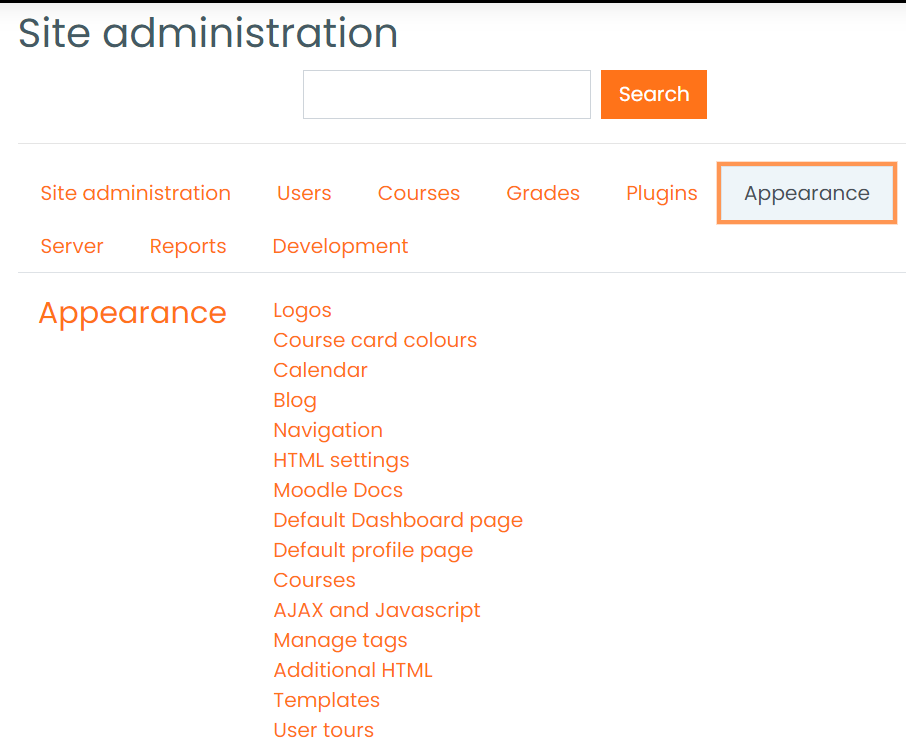 Site administration
Search
Site administration Users Courses Grades Plugins Appearance
Server Reports Development
Appearance
Logos
Course card colours
Calendar
Blog
Navigation
HTML settings
Moodle Docs
Default Dashboard page
Default profile page
Courses
AJAX and Javascript
Manage tags
Additional HTML
Templates
User tours